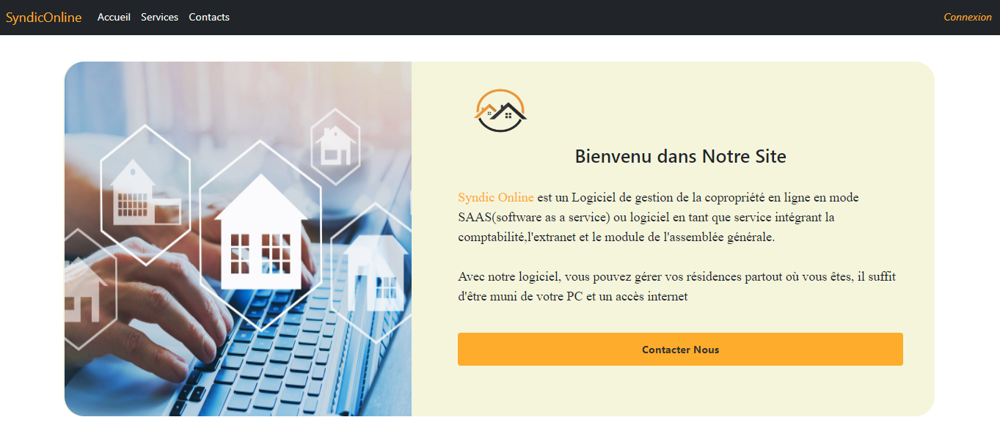 SyndicOnline Accueil Services Contacts Connexion
Bienvenu dans Notre Site
Syndic Online est un Logiciel de gestion de la copropriété en ligne en mode
SAAS(software as a service) ou logiciel en tant que service intégrant la
comptabilité,l'extranet et le module de l'assemblée générale.
Avec notre logiciel, vous pouvez gérer vos résidences partout où vous êtes, il suffit
d'être muni de votre PC et un accès internet
Contacter Nous